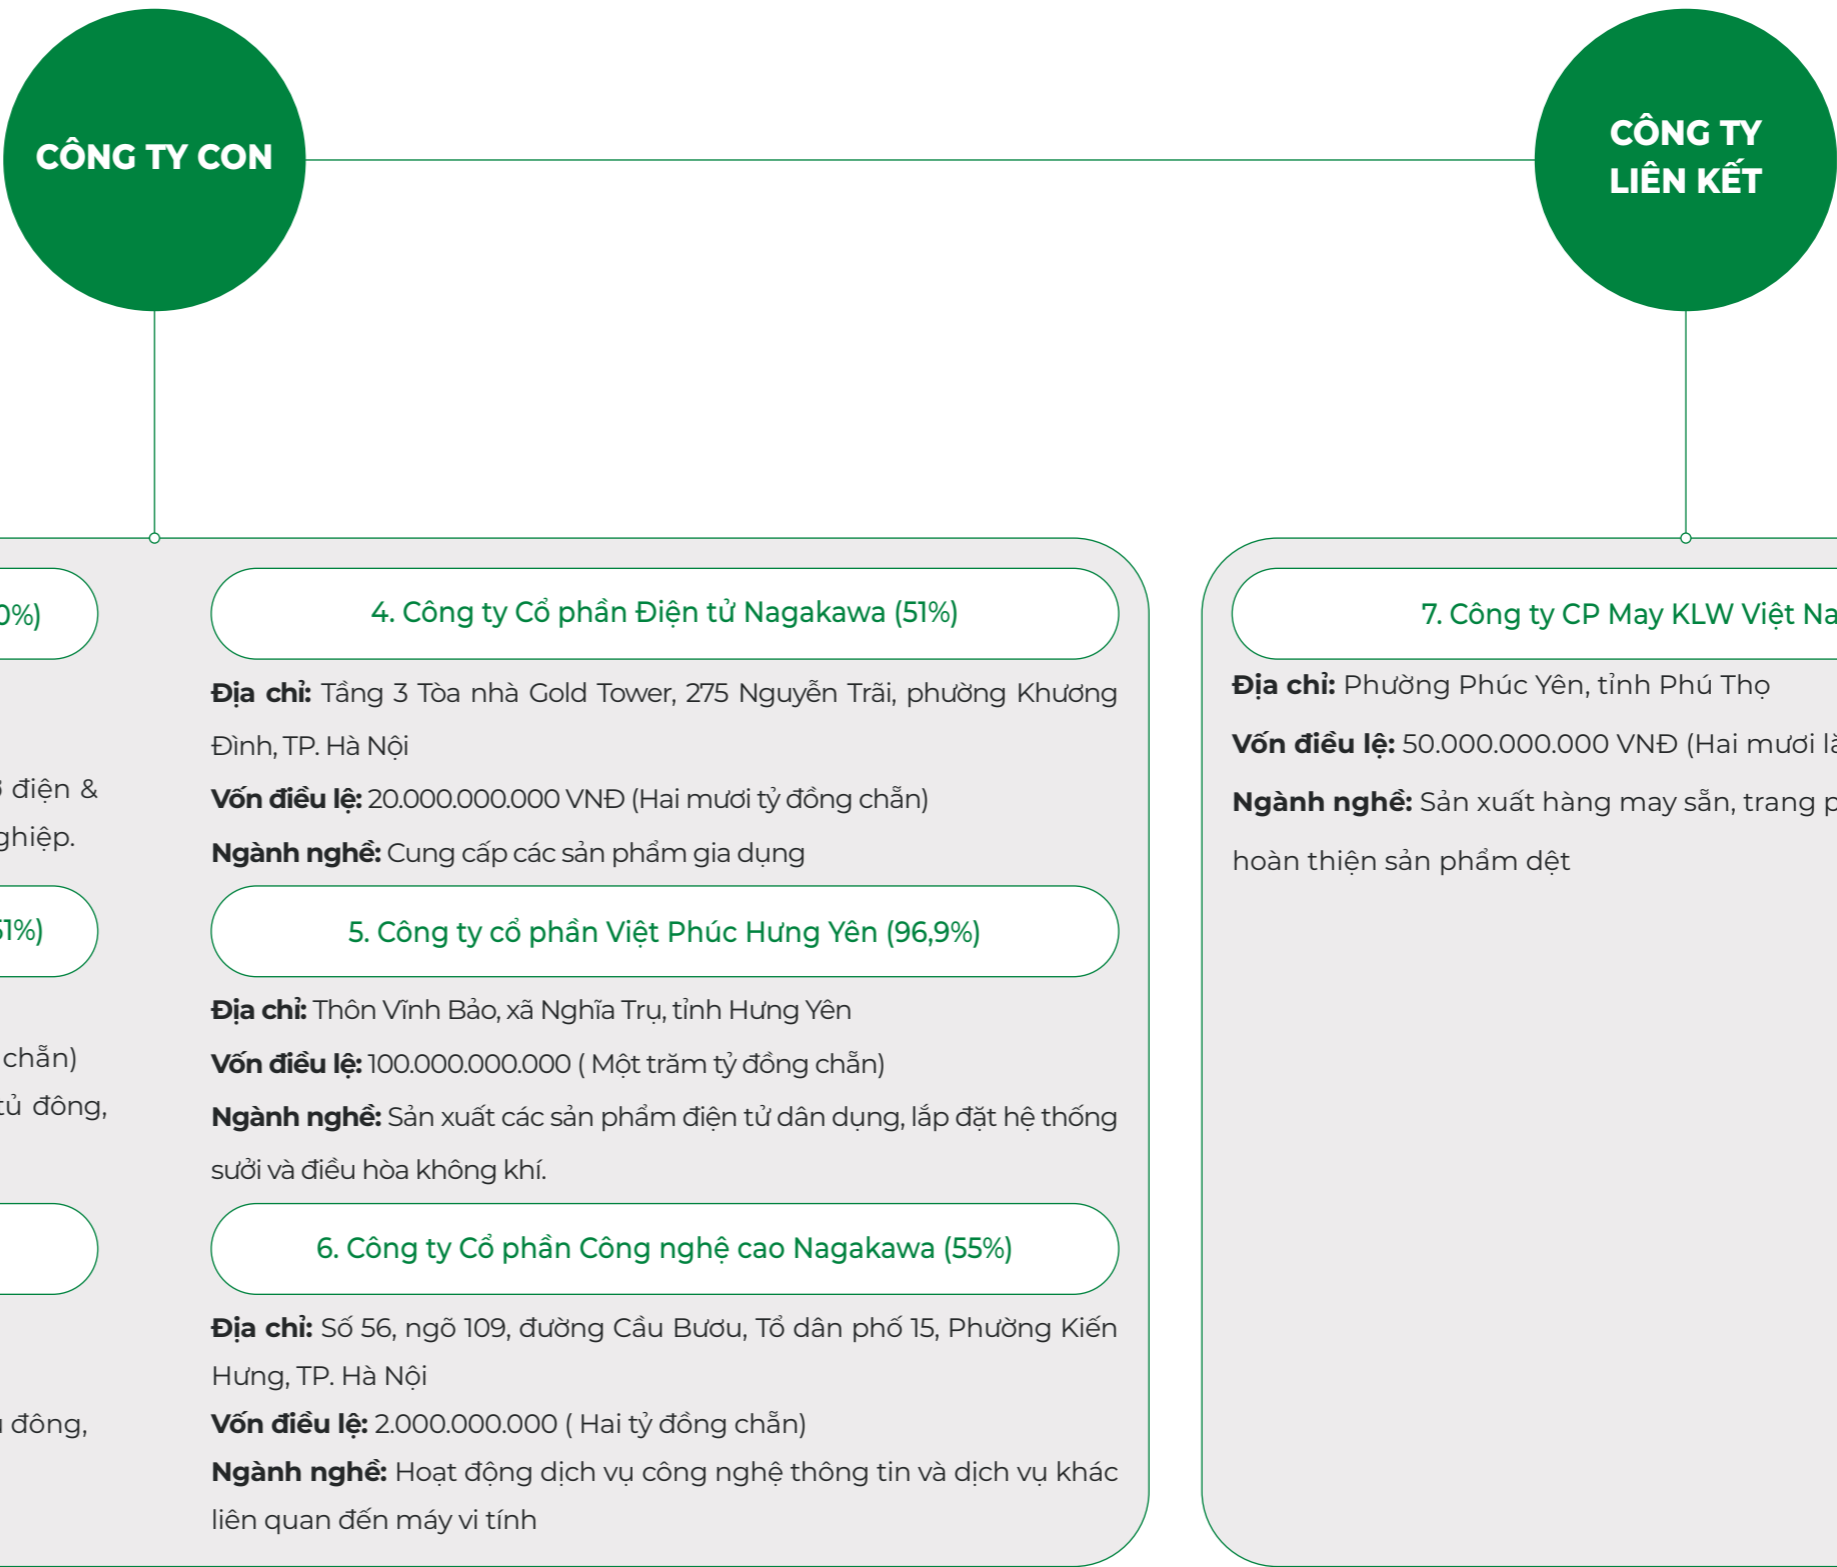 CÔNG TY CON
CÔNG TY
LIÊN KẾT
0%)
điện &
ghiệp.
51%)
chẵn)
tủ đông,
đông,
4. Công ty Cổ phần Điện tử Nagakawa (51%)
Địa chỉ: Tầng 3 Tòa nhà Gold Tower, 275 Nguyễn Trãi, phường Khương
Đình, TP. Hà Nội
Vốn điều lệ: 20.000.000.000 VNĐ (Hai mươi tỷ đồng chẵn)
Ngành nghề: Cung cấp các sản phẩm gia dụng
5. Công ty cổ phần Việt Phúc Hưng Yên (96,9%)
Địa chỉ: Thôn Vĩnh Bảo, xã Nghĩa Trụ, tỉnh Hưng Yên
Vốn điều lệ: 100.000.000.000 ( Một trăm tỷ đồng chẵn)
Ngành nghề: Sản xuất các sản phẩm điện tử dân dụng, lắp đặt hệ thống
sưởi và điều hòa không khí.
6. Công ty Cổ phần Công nghệ cao Nagakawa (55%)
Địa chỉ: Số 56, ngõ 109, đường Cầu Bươu, Tổ dân phố 15, Phường Kiến
Hưng, TP. Hà Nội
Vốn điều lệ: 2.000.000.000 ( Hai tỷ đồng chẵn)
Ngành nghề: Hoạt động dịch vụ công nghệ thông tin và dịch vụ khác
liên quan đến máy vi tính
7. Công ty CP May KLW Việt Na
Địa chỉ: Phường Phúc Yên, tỉnh Phú Thọ
Vốn điều lệ: 50.000.000.000 VNĐ (Hai mươi
Ngành nghề: Sản xuất hàng may sẵn, trang
hoàn thiện sản phẩm dệt